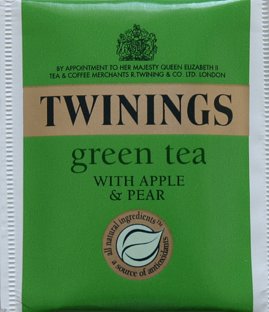 BY APPOINTMENT TO HER MAJESTY QUEEN ELIZABETH II
TEA & COFFEE MERCHANTS R. TWINING & CO. LTD. LONDON
TWININGS
green tea
WITH APPLE
& PEAR
all natural ingredients™
a source of antioxidants